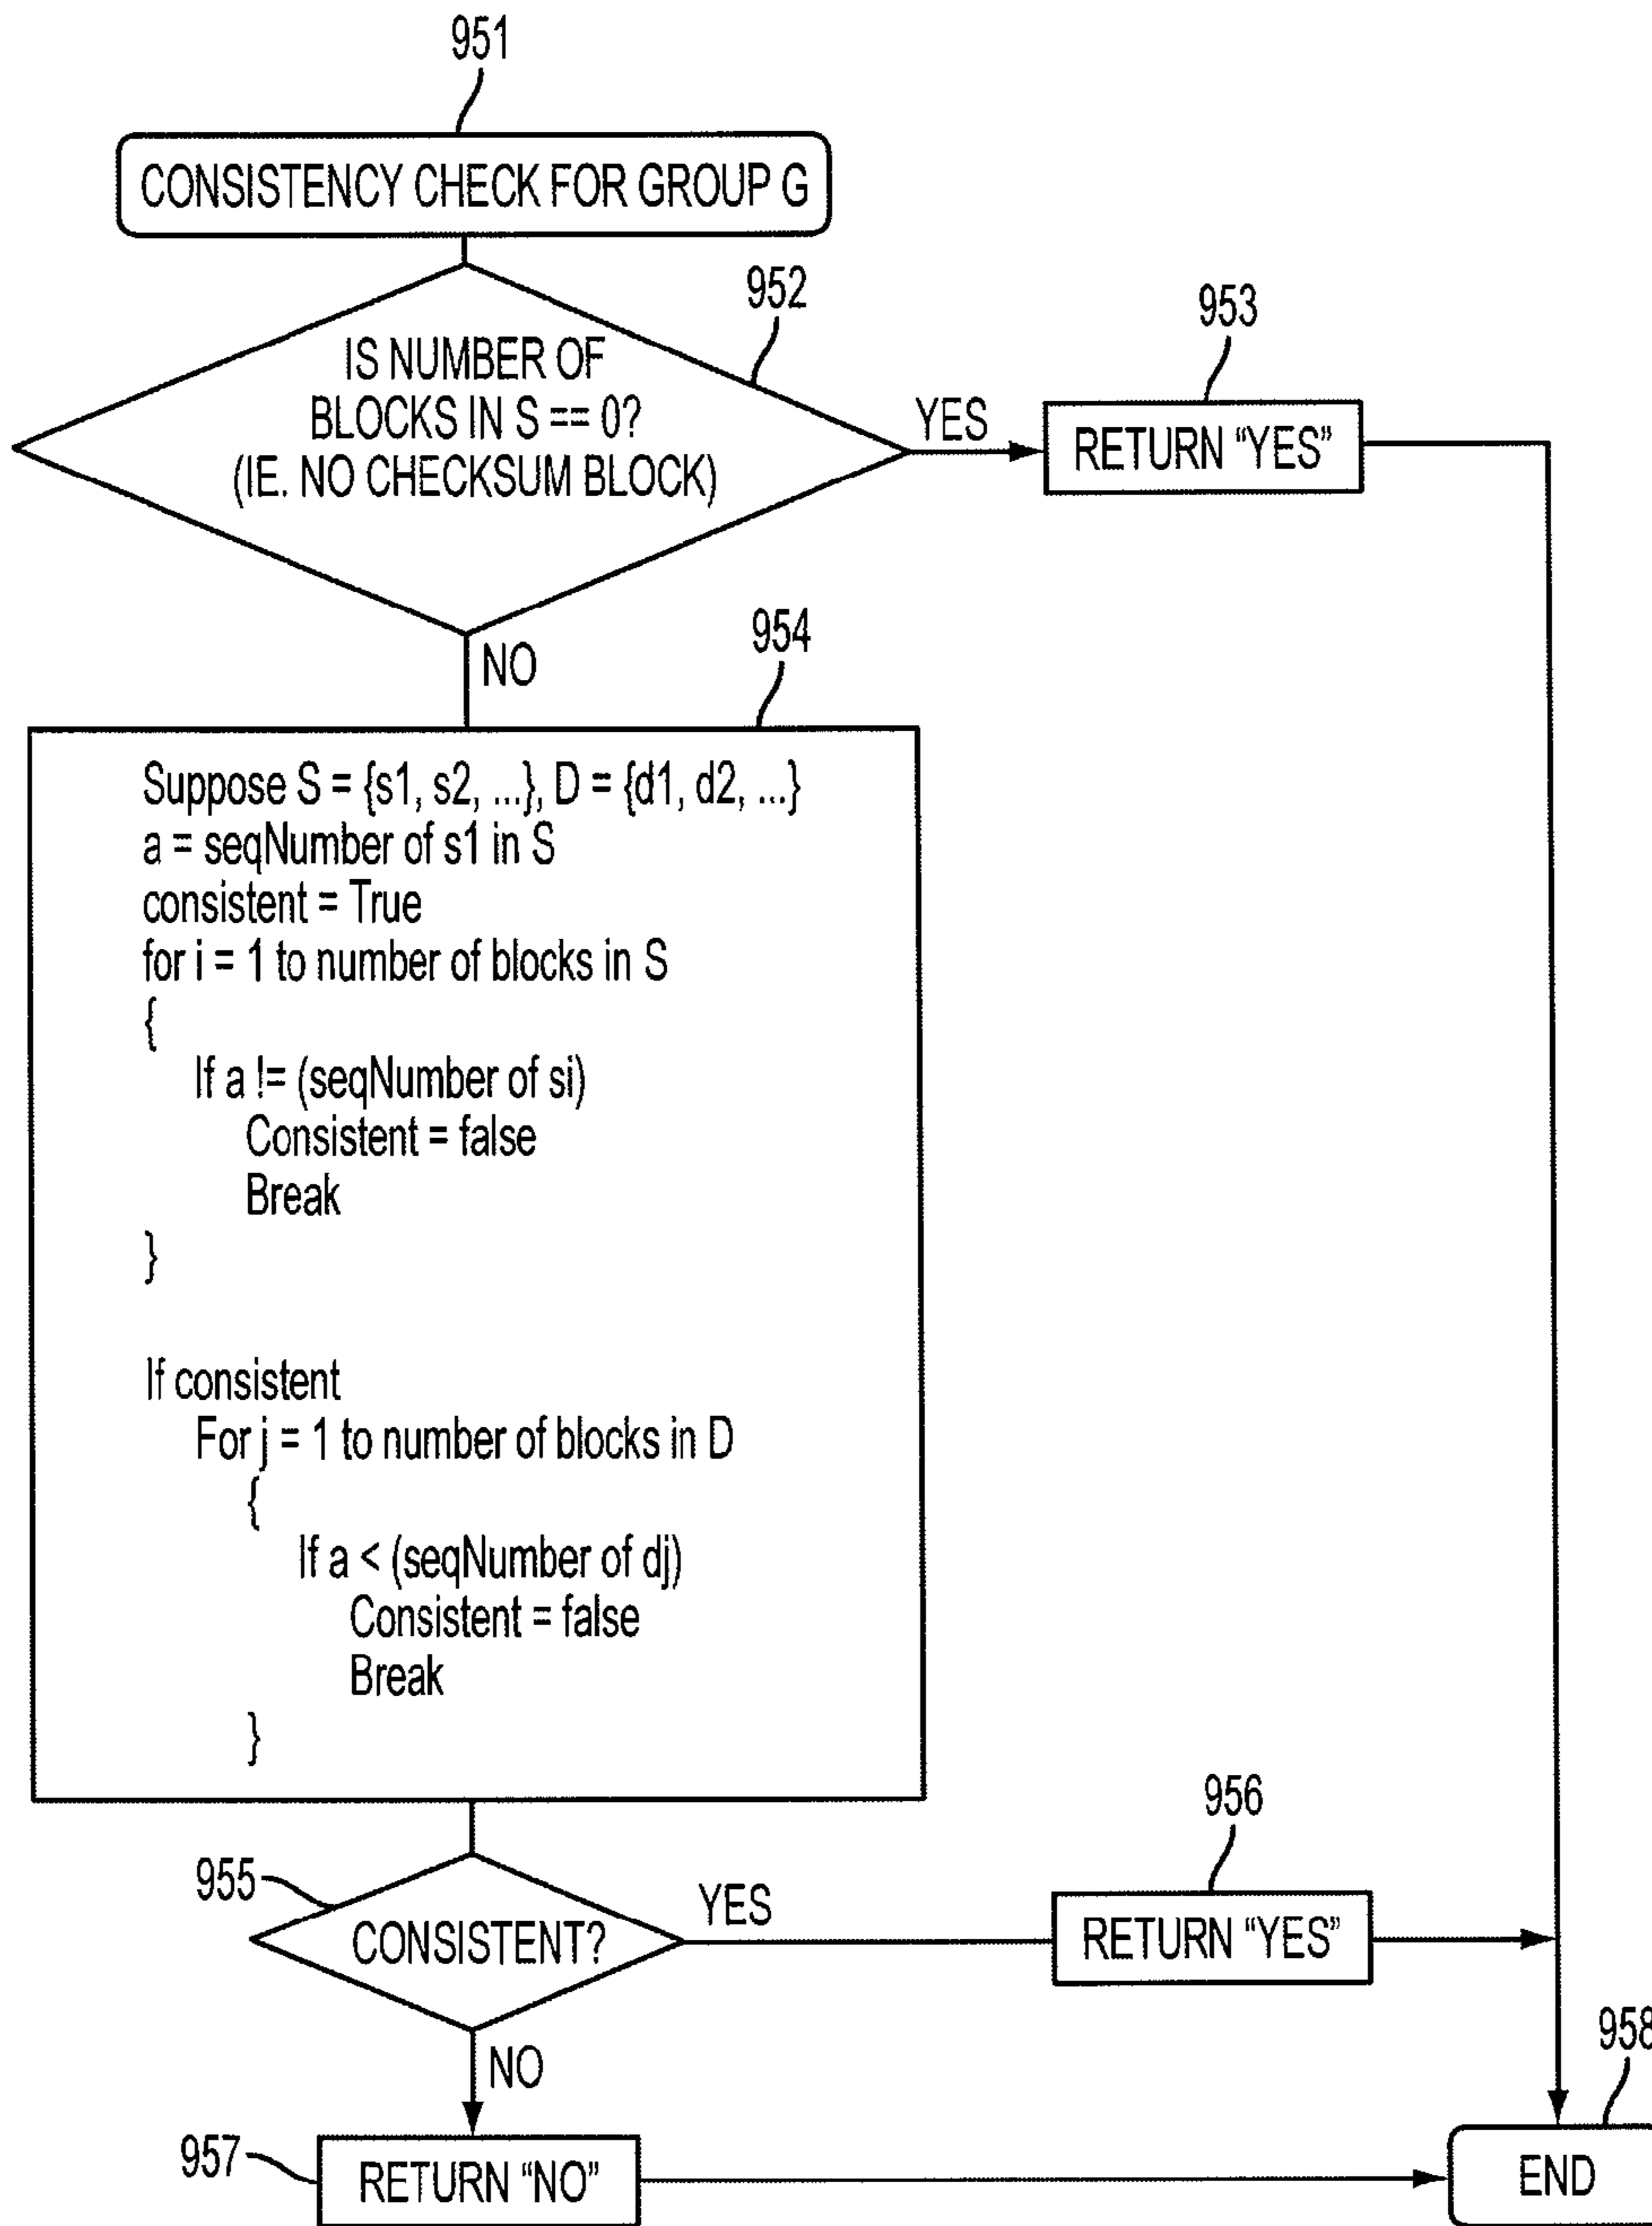 951
CONSISTENCY CHECK FOR GROUP G
952
IS NUMBER OF
BLOCKS IN S == 0?
(IE. NO CHECKSUM BLOCK)
YES
953
RETURN “YES”
NO
954
Suppose S = {s1, s2, ...}, D = {d1, d2, ...}
a = seqNumber of s1 in S
consistent = True
for i = 1 to number of blocks in S
{
If a != (seqNumber of si)
Consistent = false
Break
}
If consistent
For j = 1 to number of blocks in D
{
If a < (seqNumber of dj)
Consistent = false
Break
}
955
CONSISTENT?
YES
956
RETURN “YES”
NO
957
RETURN “NO”
958
END